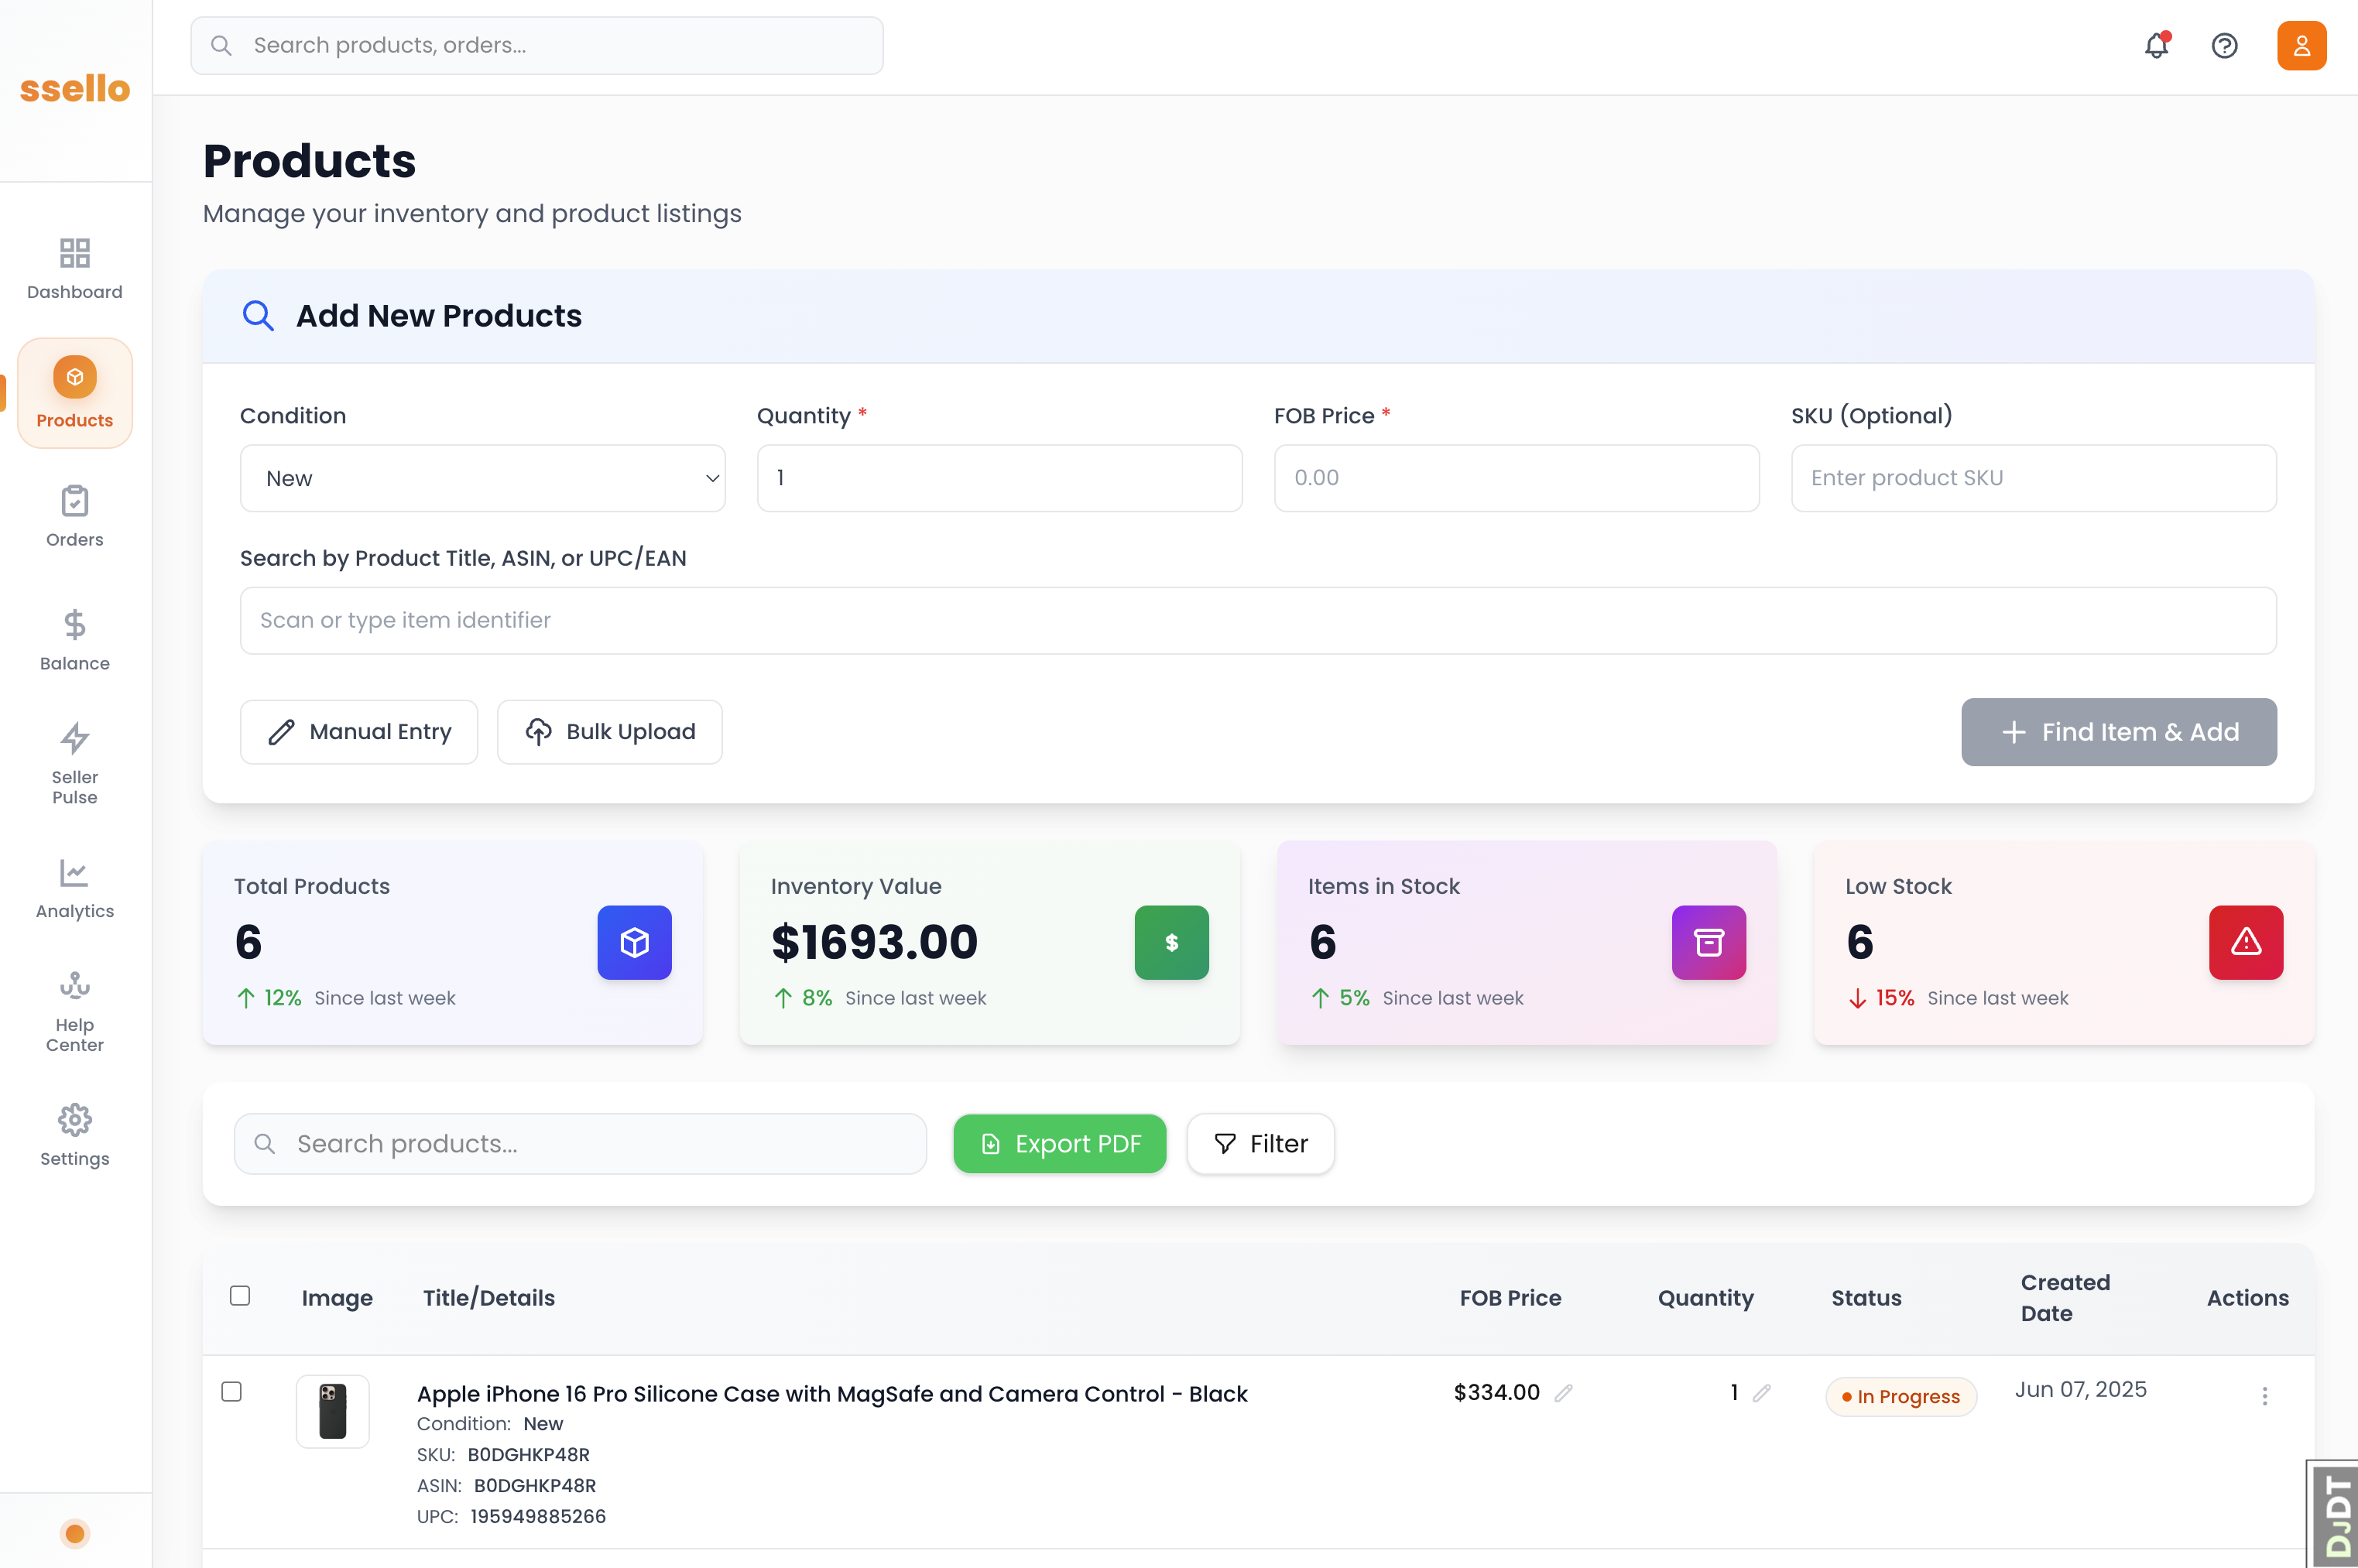 ssello
Search products, orders...
Dashboard
Products
Orders
Balance
Seller
Pulse
Analytics
Help
Center
Settings
Products
Manage your inventory and product listings
Add New Products
Condition
New
Quantity *
1
FOB Price *
0.00
SKU (Optional)
Enter product SKU
Search by Product Title, ASIN, or UPC/EAN
Scan or type item identifier
Manual Entry
Bulk Upload
Find Item & Add
Total Products
6
12% Since last week
Inventory Value
$1693.00
8% Since last week
Items in Stock
6
5% Since last week
Low Stock
6
15% Since last week
Search products...
Export PDF
Filter
Image
Title/Details
FOB Price
Quantity
Status
Created
Date
Actions
Apple iPhone 16 Pro Silicone Case with MagSafe and Camera Control - Black
Condition: New
SKU: B0DGHKP48R
ASIN: B0DGHKP48R
UPC: 195949885266
$334.00
1
In Progress
Jun 07, 2025
DJDT